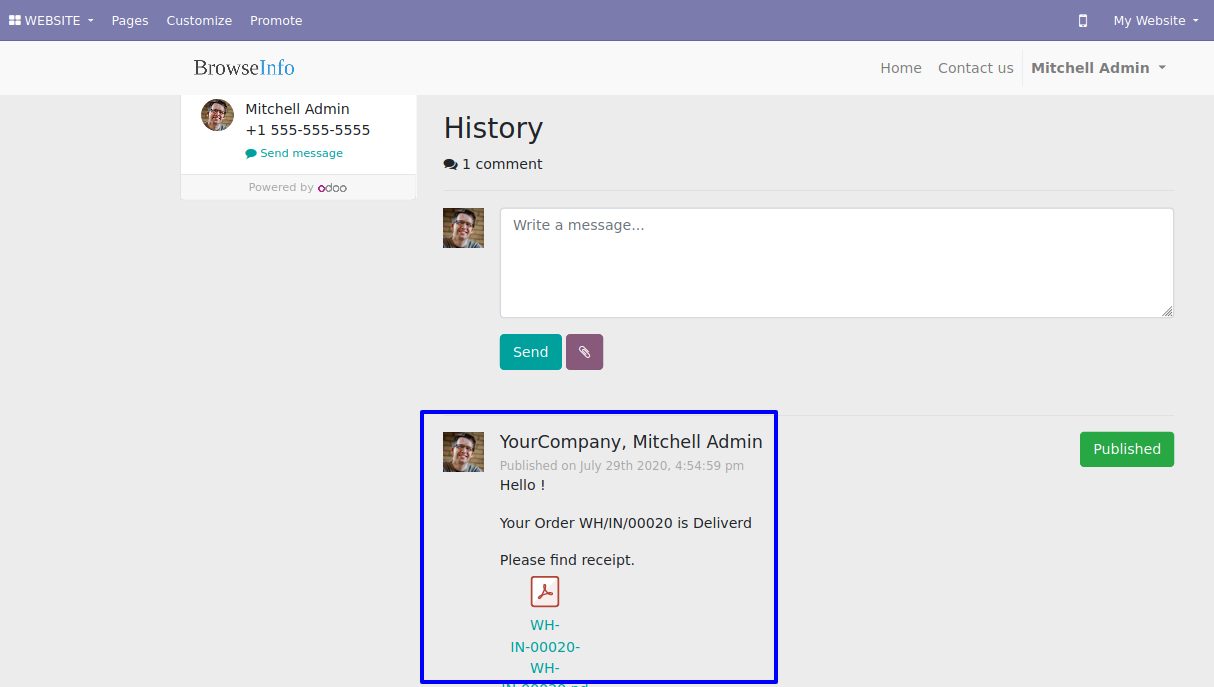 WEBSITE Pages Customize Promote My Website
BrowseInfo Home Contact us Mitchell Admin
Mitchell Admin
+1 555-555-5555
Send message
Powered by odoo
History
1 comment
Write a message...
Send
YourCompany, Mitchell Admin
Published
Published on July 29th 2020, 4:54:59 pm
Hello !
Your Order WH/IN/00020 is Deliverd
Please find receipt.
WH-
IN-00020-
WH-
IN-00020.pd